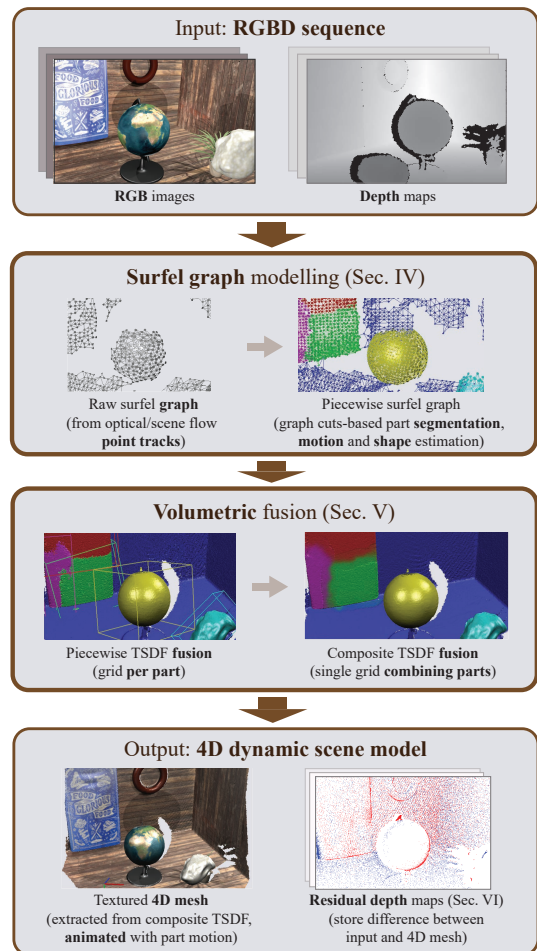 Input: RGBD sequence
FOOD
GLORIOUS
FOOD
RGB images
Depth maps
Surfel graph modelling (Sec. IV)
Raw surfel graph
(from optical/scene flow
point tracks)
Piecewise surfel graph
(graph cuts-based part segmentation,
motion and shape estimation)
Volumetric fusion (Sec. V)
Piecewise TSDF fusion
(grid per part)
Composite TSDF fusion
(single grid combining parts)
Output: 4D dynamic scene model
FOOD
GLORIOUS
FOOD
Textured 4D mesh
(extracted from composite TSDF,
animated with part motion)
Residual depth maps (Sec. VI)
(store difference between
input and 4D mesh)